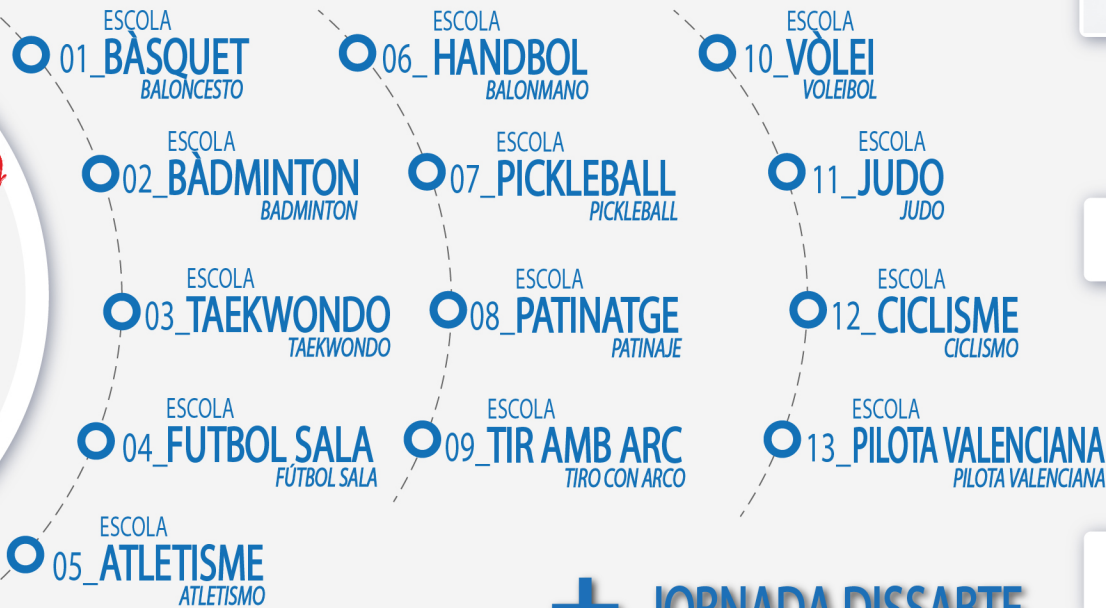 ESCOLA
01_BÀSQUET
BALONCESTO
ESCOLA
02_BÀDMINTON
BADMINTON
ESCOLA
03_TAEKWONDO
TAEKWONDO
ESCOLA
04_FUTBOL SALA
FÚTBOL SALA
ESCOLA
05_ATLETISME
ATLETISMO
ESCOLA
06_HANDBOL
BALONMANO
ESCOLA
07_PICKLEBALL
PICKLEBALL
ESCOLA
08_PATINATGE
PATINAJE
ESCOLA
09_TIR AMB ARC
TIRO CON ARCO
ESCOLA
10_VÒLEI
VOLEIBOL
ESCOLA
11_JUDO
JUDO
ESCOLA
12_CICLISME
CICLISMO
ESCOLA
13_PILOTA VALENCIANA
PILOTA VALENCIANA
+ JORNADA DISSABTE